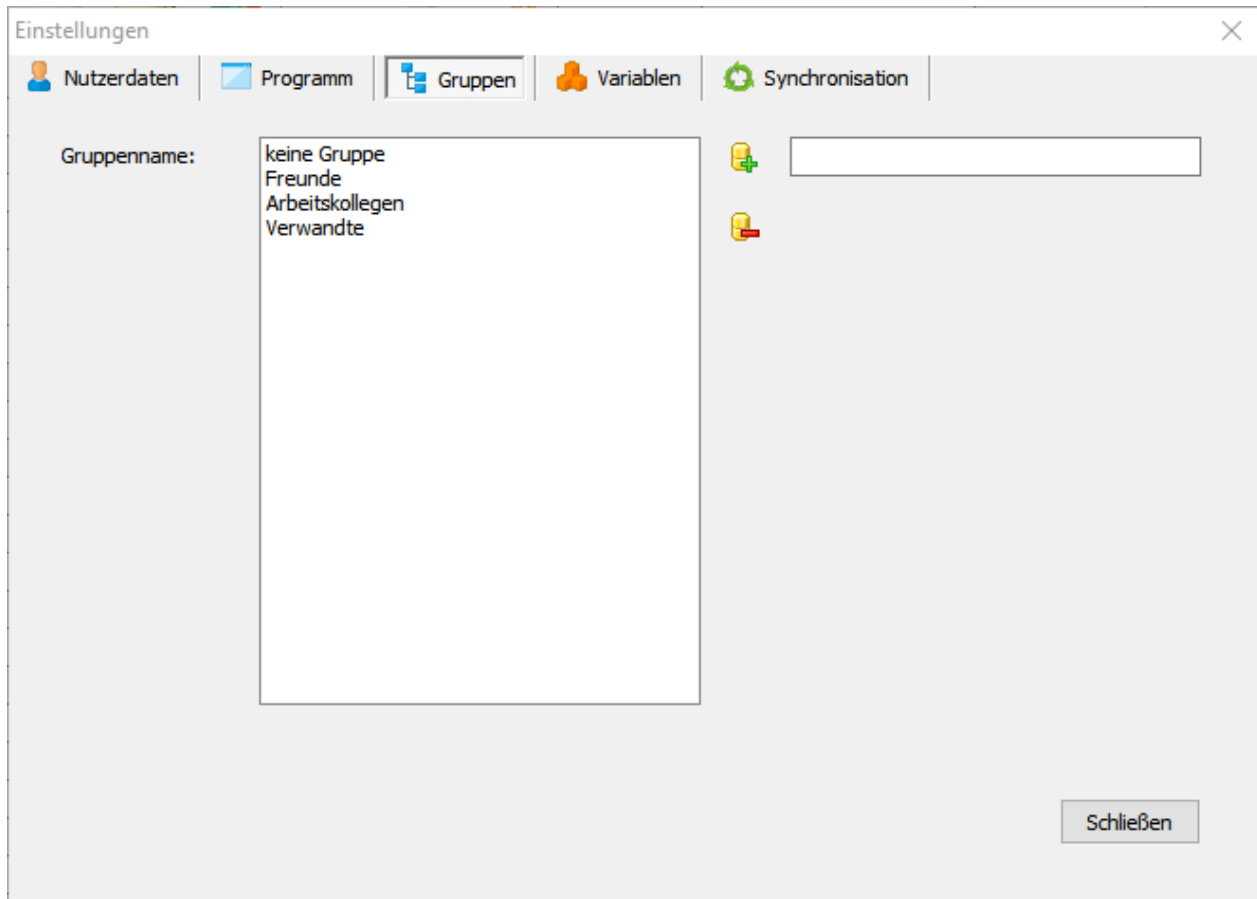 Einstellungen
Nutzerdaten Programm Gruppen Variablen Synchronisation
Gruppenname:
keine Gruppe
Freunde
Arbeitskollegen
Verwandte
Schließen